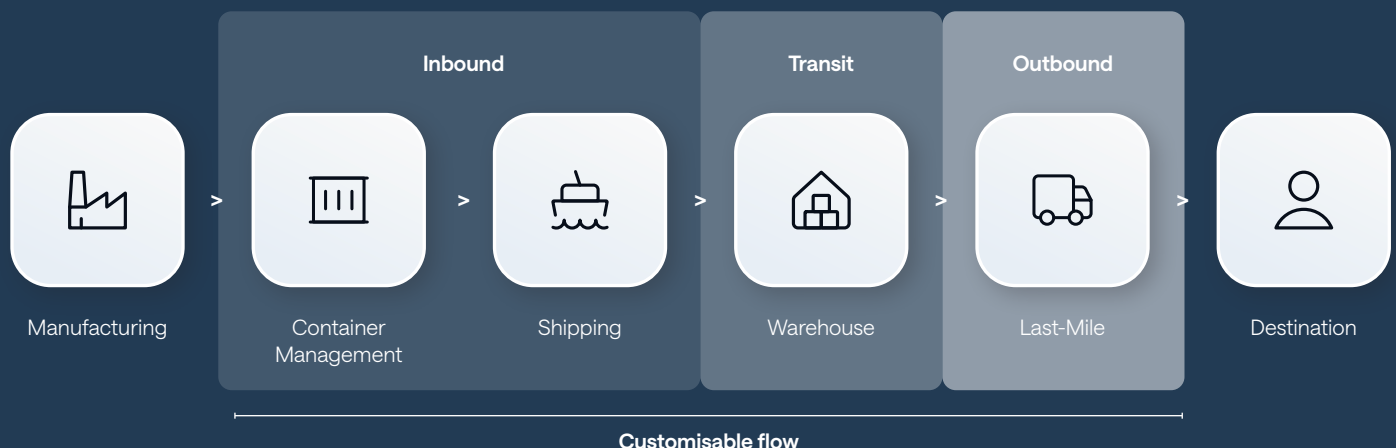 Inbound
Transit
Outbound
>
>
>
>
>
Manufacturing
Container
Management
Shipping
Warehouse
Last-Mile
Destination
Customisable flow